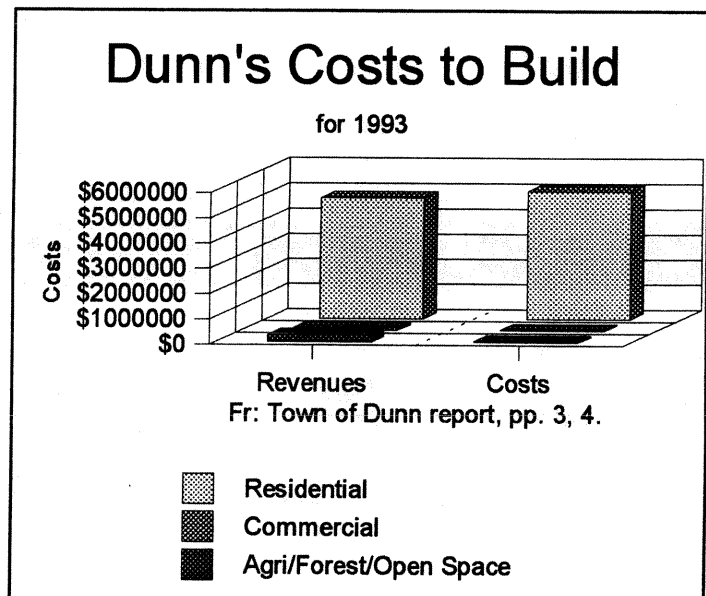 Dunn's Costs to Build
for 1993
$6000000
$5000000
$4000000
$3000000
$2000000
$1000000
$0
Costs
Revenues Costs
Fr: Town of Dunn report, pp. 3, 4.
Residential
Commercial
Agri/Forest/Open Space